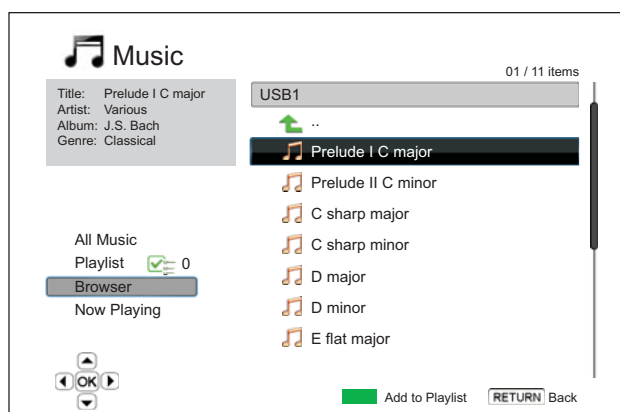 Music
01 / 11 items
Title: Prelude I C major
Artist: Various
Album: J.S. Bach
Genre: Classical
USB1
..
Prelude I C major
Prelude II C minor
C sharp major
C sharp minor
D major
D minor
E flat major
All Music
Playlist 0
Browser
Now Playing
OK
Add to Playlist RETURN Back